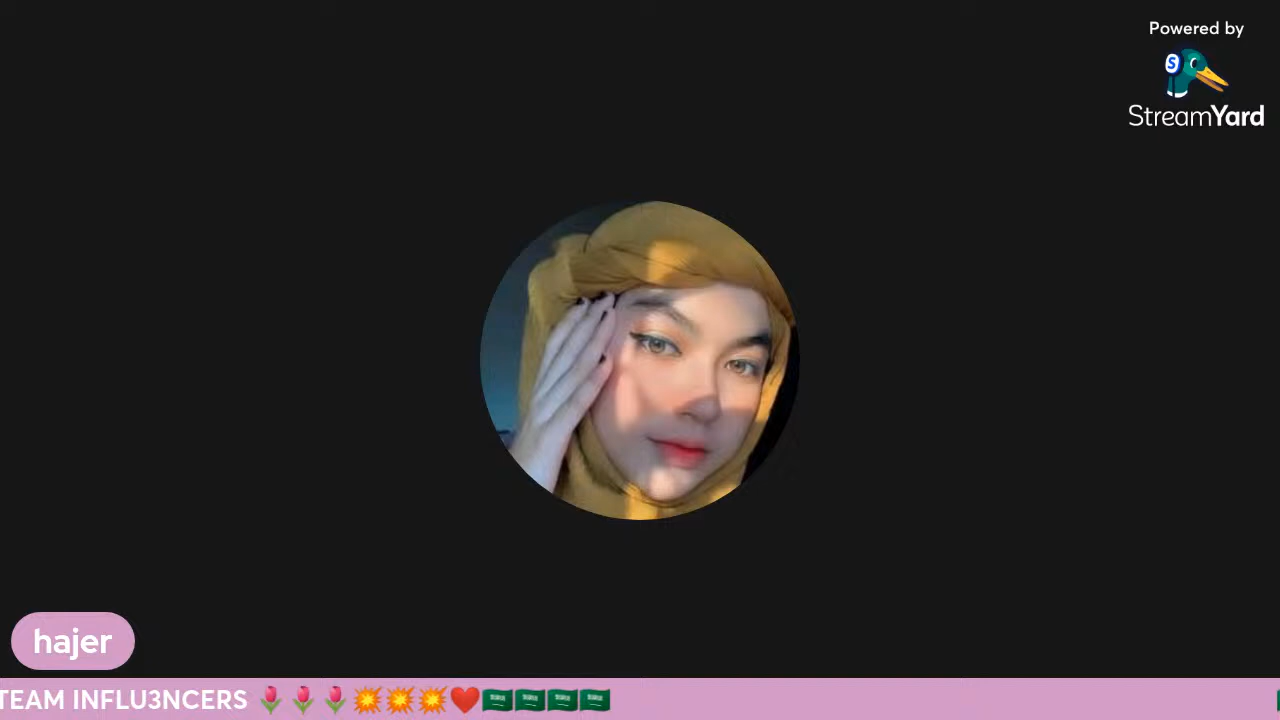 Powered by
S
StreamYard
hajer
TEAM INFLU3NCERS 🌷🌷🌷💥💥💥❤️🇸🇦🇸🇦🇸🇦🇸🇦